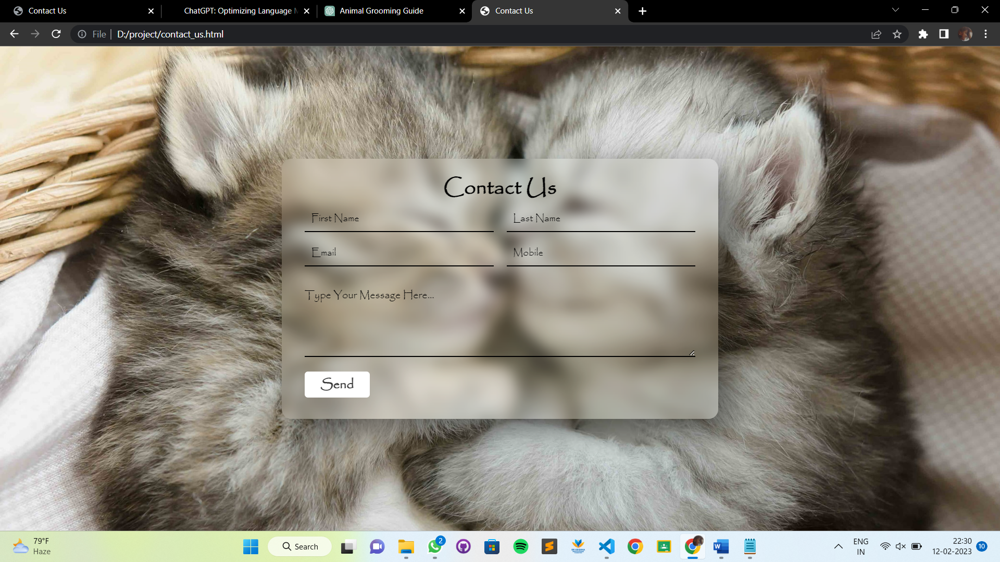 Contact Us
ChatGPT: Optimizing Language
Animal Grooming Guide
Contact Us
File
D:/project/contact_us.html
Contact Us
First Name
Last Name
Email
Mobile
Type Your Message Here...
Send
79°F
Haze
Search
2
SRI KRISHNA
ENG
IN
22:30
12-02-2023
10